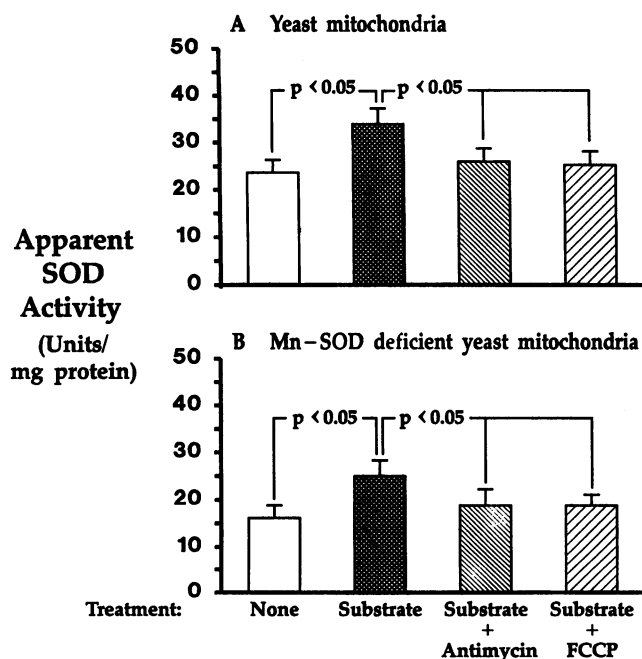 A Yeast mitochondria
50
40
30
20
10
0
p < 0.05 p < 0.05
Apparent
SOD
Activity
(Units/
mg protein)
B Mn–SOD deficient yeast mitochondria
50
40
30
20
10
0
p < 0.05 p < 0.05
Treatment: None Substrate Substrate Substrate
+ +
Antimycin FCCP